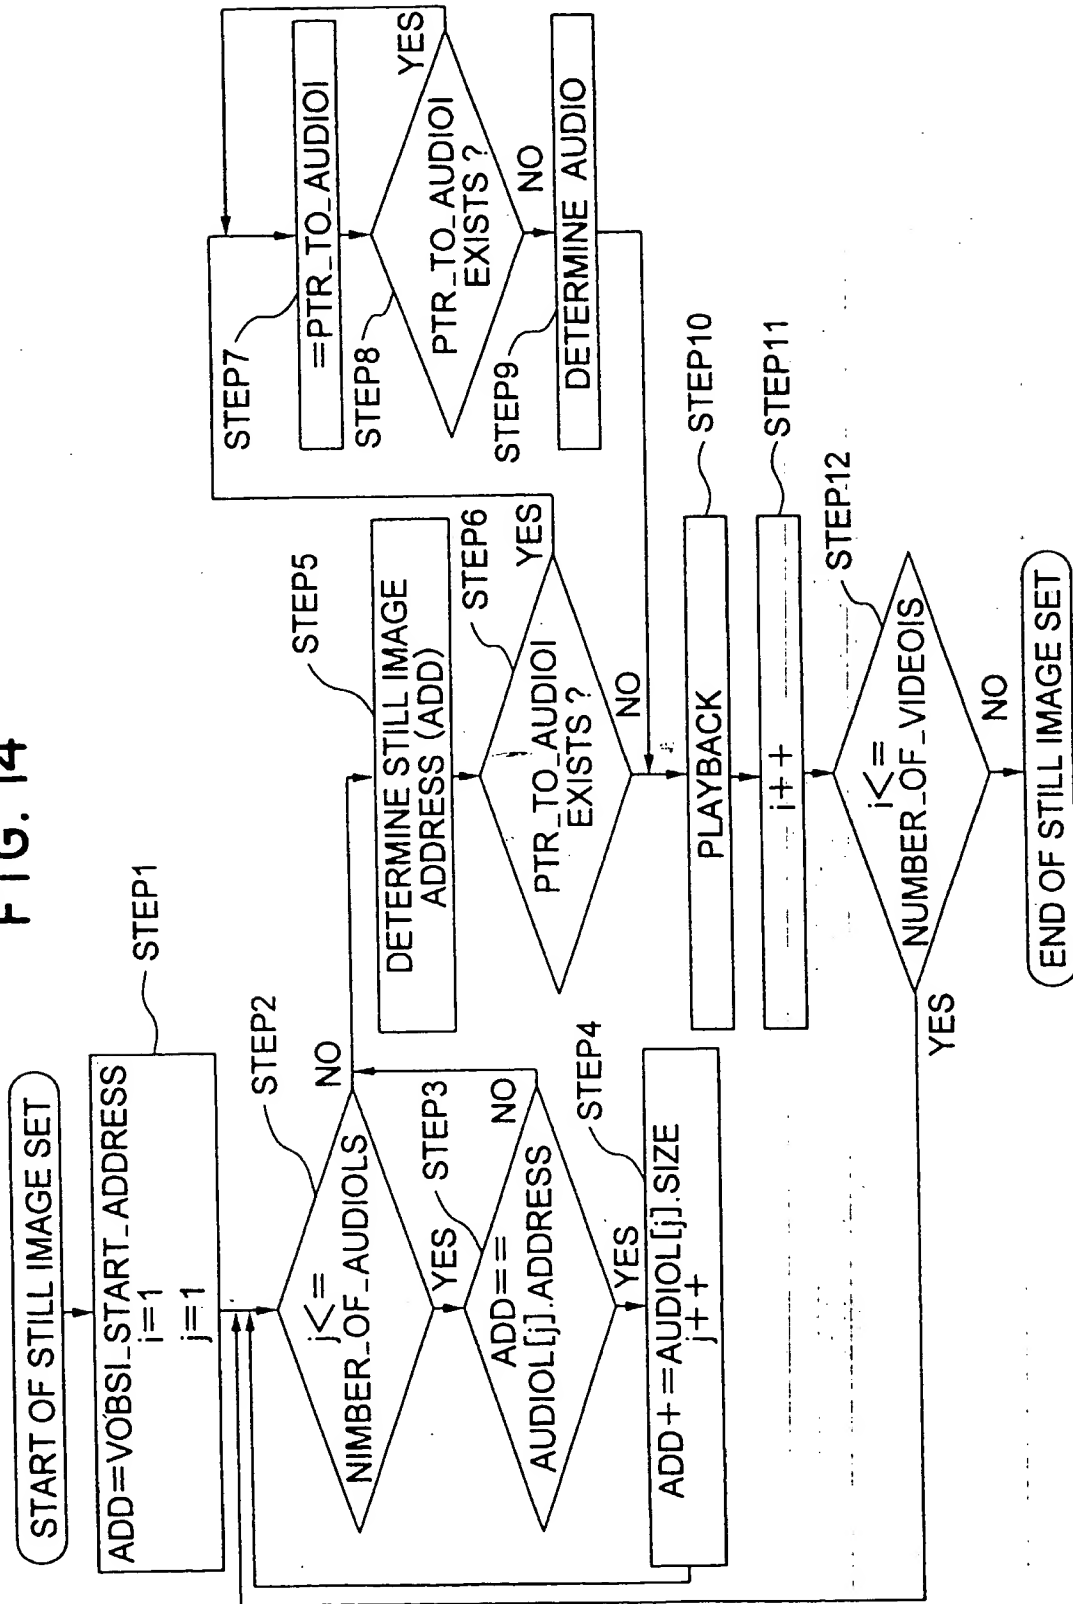 FIG. 14
START OF STILL IMAGE SET
ADD=VOBSI_START_ADDRESS
i=1
j=1
STEP1
j<=
NIMBER_OF_AUDIOLS
STEP2
NO
YES
ADD==
AUDIOL[j].ADDRESS
STEP3
NO
YES
ADD+=AUDIOL[j].SIZE
j++
STEP4
DETERMINE STILL IMAGE
ADDRESS (ADD)
STEP5
PTR_TO_AUDIOI
EXISTS ?
STEP6
YES
NO
=PTR_TO_AUDIOI
STEP7
PTR_TO_AUDIOI
EXISTS ?
STEP8
YES
NO
DETERMINE AUDIO
STEP9
PLAYBACK
STEP10
i++
STEP11
i<=
NUMBER_OF_VIDEOIS
STEP12
YES
NO
END OF STILL IMAGE SET